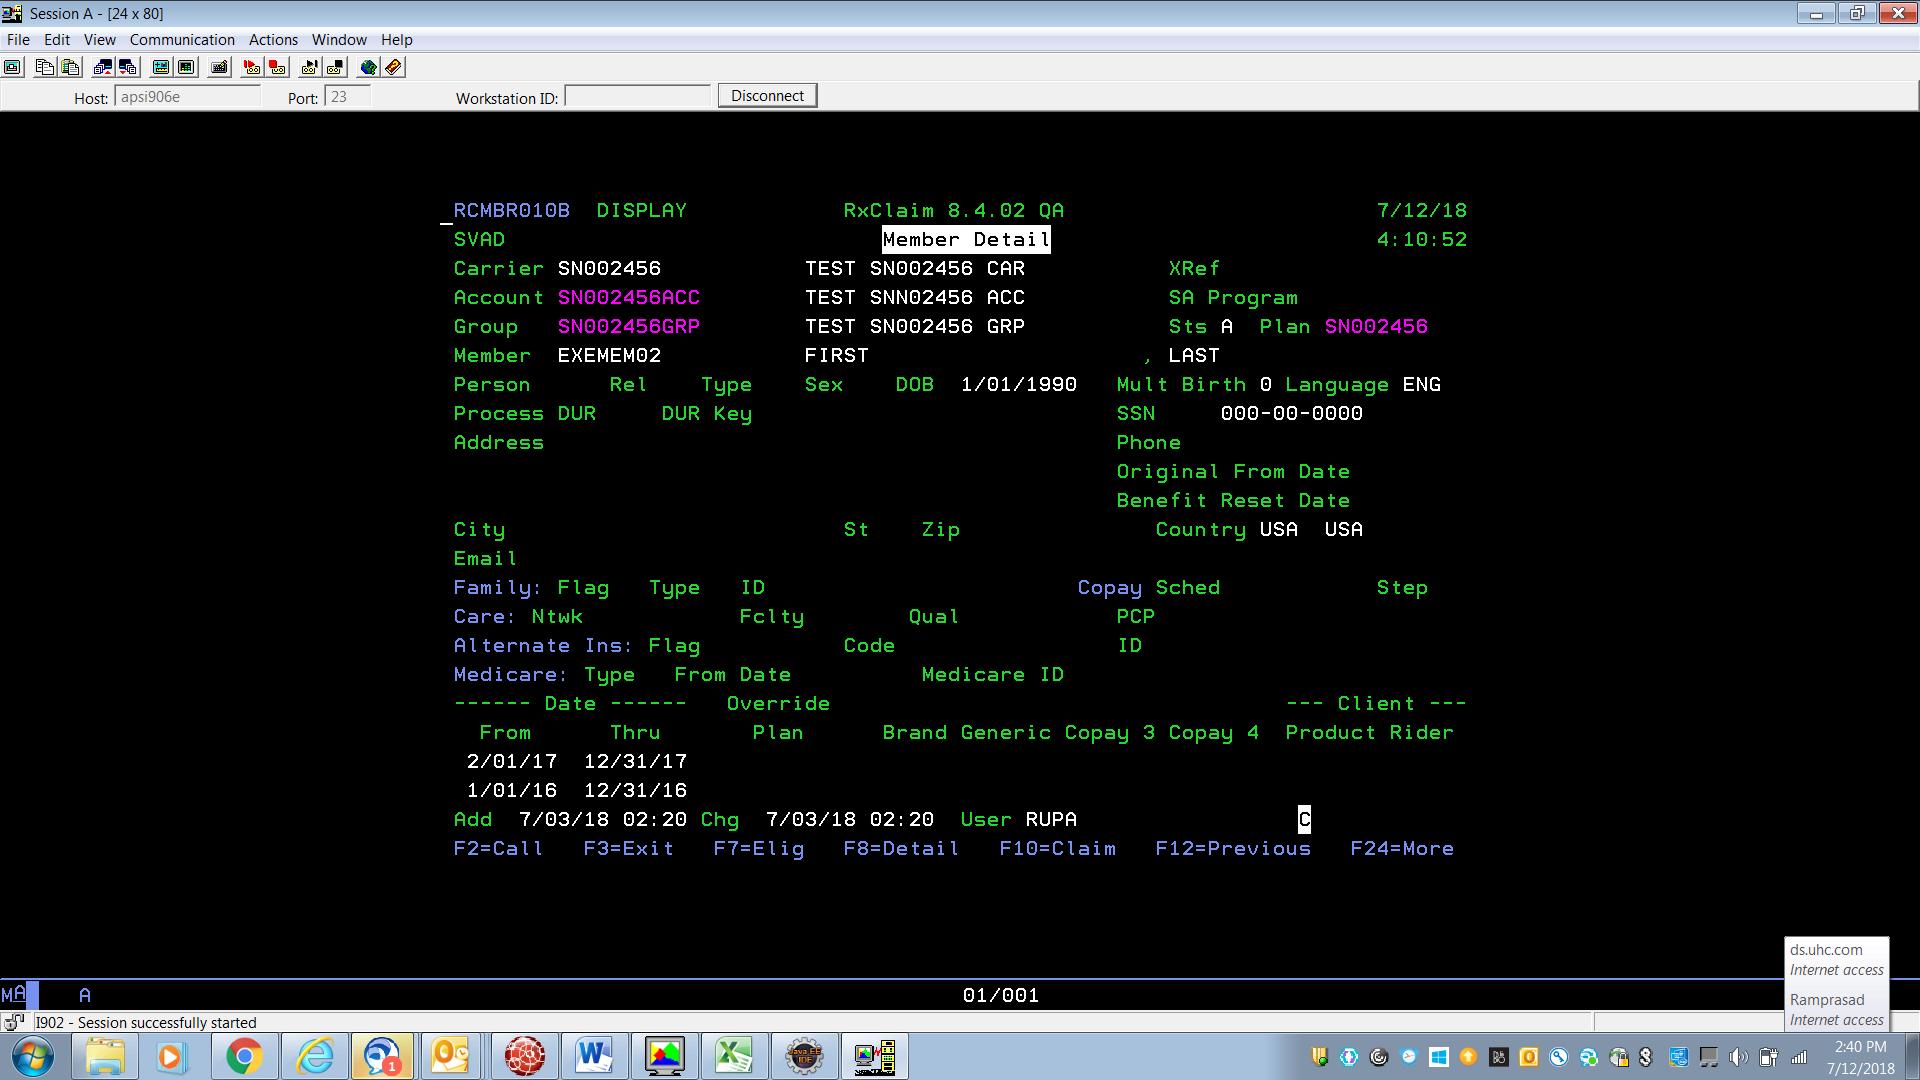 Session A - [24 x 80]
File Edit View Communication Actions Window Help
Host: apsi906e Port: 23 Workstation ID: Disconnect
RCMBR010B DISPLAY RxClaim 8.4.02 QA 7/12/18
SVAD Member Detail 4:10:52
Carrier SN002456 TEST SN002456 CAR XRef
Account SN002456ACC TEST SNN02456 ACC SA Program
Group SN002456GRP TEST SN002456 GRP Sts A Plan SN002456
Member EXEMEM02 FIRST , LAST
Person Rel Type Sex DOB 1/01/1990 Mult Birth 0 Language ENG
Process DUR DUR Key SSN 000-00-0000
Address Phone
Original From Date
Benefit Reset Date
City St Zip Country USA USA
Email
Family: Flag Type ID Copay Sched Step
Care: Ntwk Fclty Qual PCP
Alternate Ins: Flag Code ID
Medicare: Type From Date Medicare ID
------ Date ------ Override --- Client ---
From Thru Plan Brand Generic Copay 3 Copay 4 Product Rider
2/01/17 12/31/17
1/01/16 12/31/16
Add 7/03/18 02:20 Chg 7/03/18 02:20 User RUPA C
F2=Call F3=Exit F7=Elig F8=Detail F10=Claim F12=Previous F24=More
ds.uhc.com
Internet access
Ramprasad
Internet access
MA A 01/001
I902 - Session successfully started
2:40 PM
7/12/2018